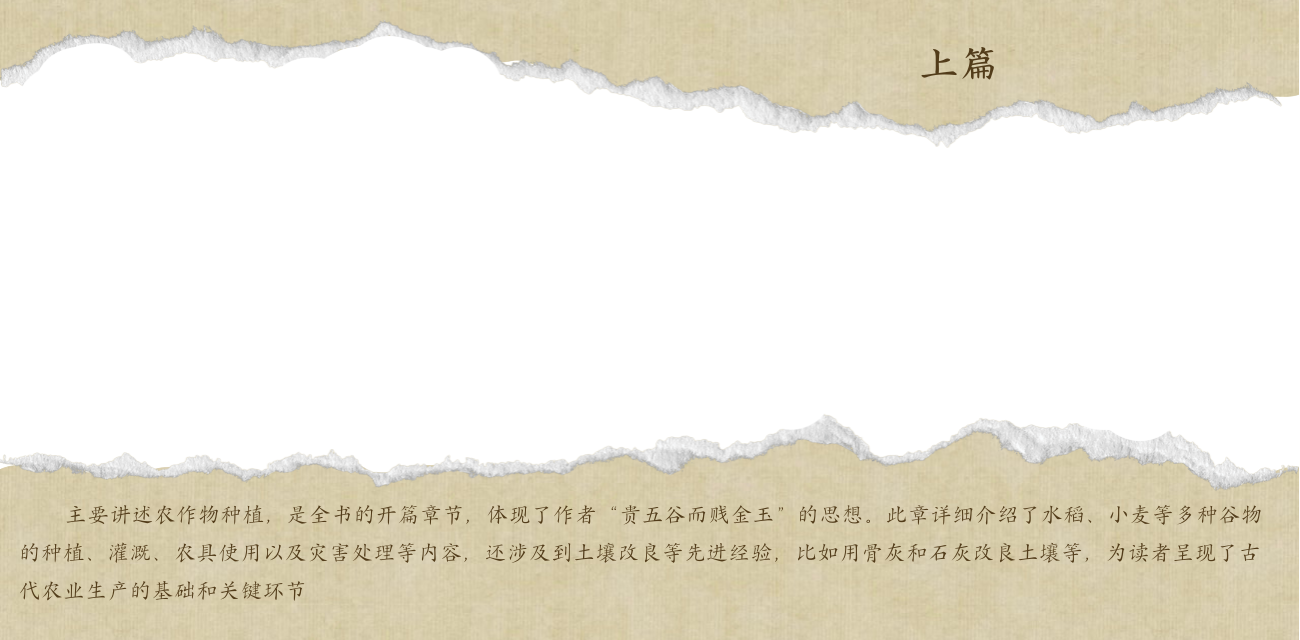 上篇
主要讲述农作物种植，是全书的开篇章节，体现了作者“贵五谷而贱金玉”的思想。此章详细介绍了水稻、小麦等多种谷物
的种植、灌溉、农具使用以及灾害处理等内容，还涉及到土壤改良等先进经验，比如用骨灰和石灰改良土壤等，为读者呈现了古
代农业生产的基础和关键环节